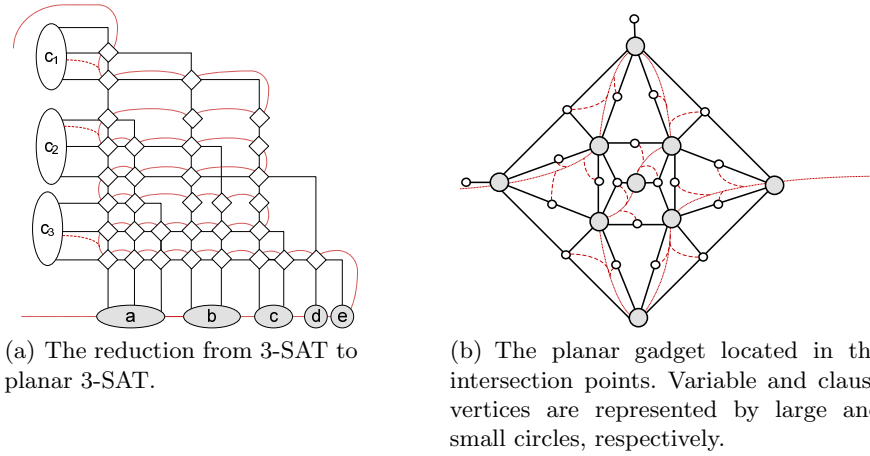 c1
c2
c3
a b c d e
(a) The reduction from 3-SAT to
planar 3-SAT.
(b) The planar gadget located in th
intersection points. Variable and claus
vertices are represented by large an
small circles, respectively.